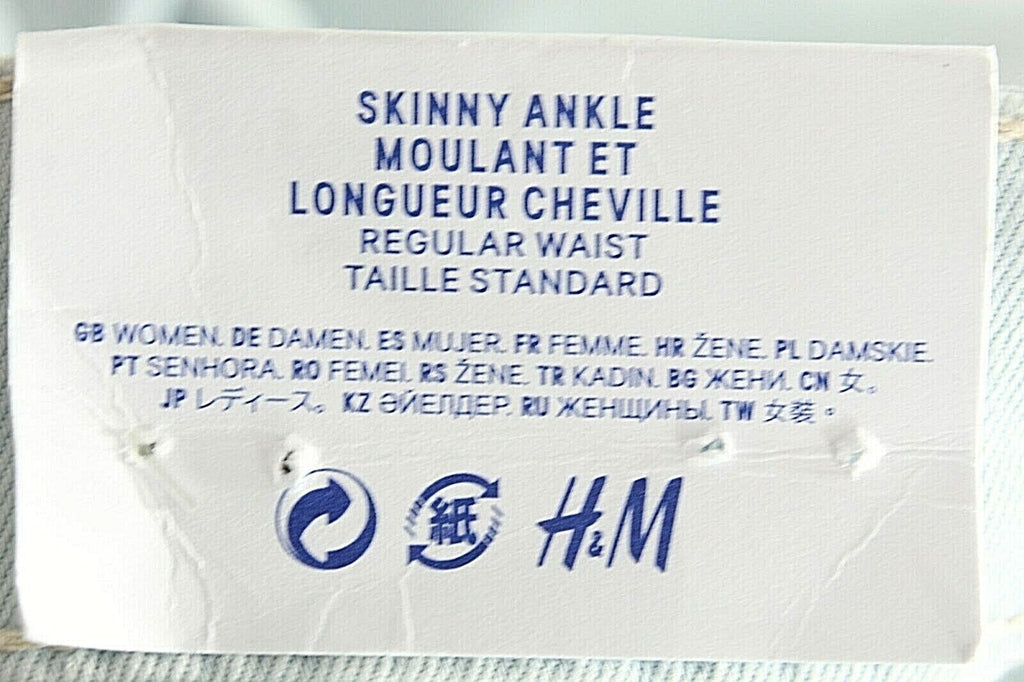 SKINNY ANKLE
MOULANT ET
LONGUEUR CHEVILLE
REGULAR WAIST
TAILLE STANDARD
GB WOMEN. DE DAMEN. ES MUJER. FR FEMME. HR ŽENE. PL DAMSKIE.
PT SENHORA. RO FEMEI. RS ŽENE. TR KADIN. BG ЖЕНИ. CN 女。
JP レディース。 KZ ӘЙЕЛДЕР. RU ЖЕНЩИНЫ. TW 女裝。
紙 H&M